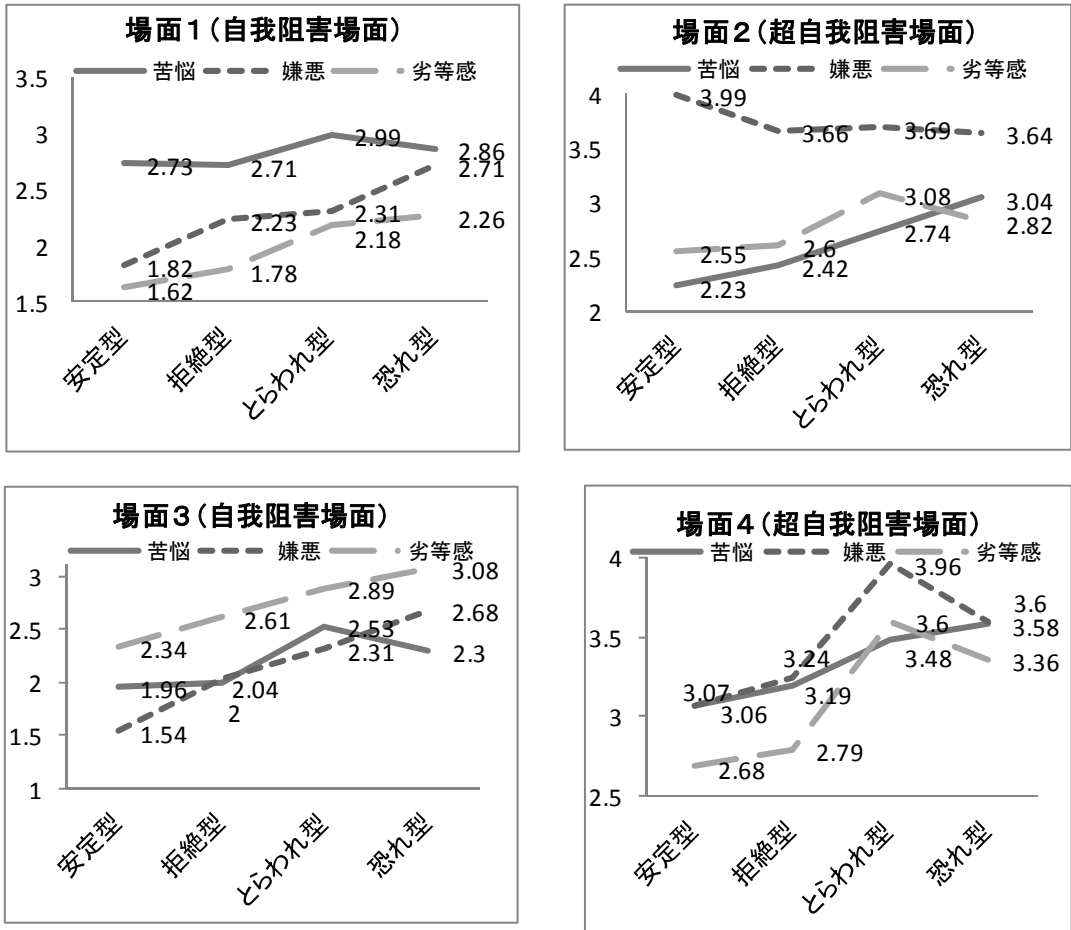 場面1(自我阻害場面)
苦悩 嫌悪 劣等感
3.5
3
2.5
2
1.5
2.73 2.71 2.99 2.86
1.82 2.23 2.31 2.71
1.62 1.78 2.18 2.26
安定型 拒絶型 とらわれ型 恐れ型
場面2(超自我阻害場面)
苦悩 嫌悪 劣等感
4
3.5
3
2.5
2
3.99 3.66 3.69 3.64
2.55 2.6 3.08 2.82
2.23 2.42 2.74 3.04
安定型 拒絶型 とらわれ型 恐れ型
場面3(自我阻害場面)
苦悩 嫌悪 劣等感
3
2.5
2
1.5
1
2.34 2.61 2.89 3.08
1.96 2 2.53 2.3
1.54 2.04 2.31 2.68
安定型 拒絶型 とらわれ型 恐れ型
場面4(超自我阻害場面)
苦悩 嫌悪 劣等感
4
3.5
3
2.5
3.07 3.24 3.96 3.6
3.06 3.19 3.48 3.58
2.68 2.79 3.6 3.36
安定型 拒絶型 とらわれ型 恐れ型